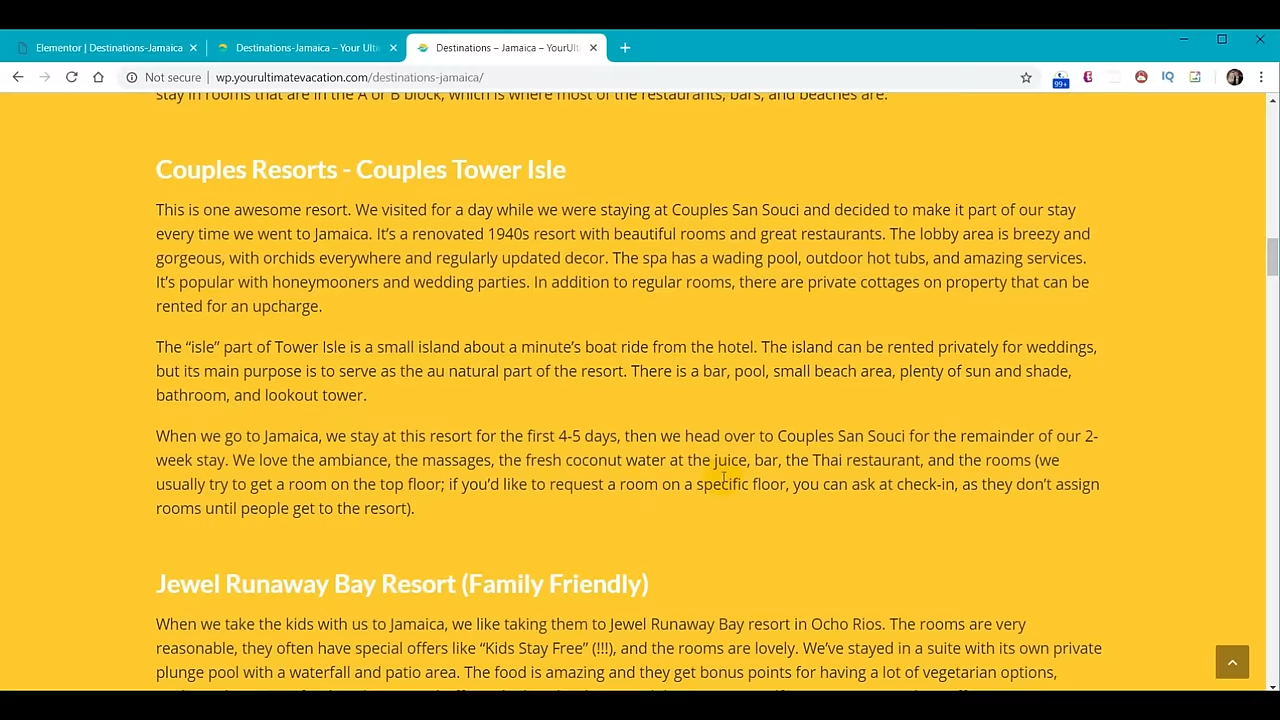 Elementor | Destinations-Jamaica
Destinations-Jamaica – Your Ulti
Destinations – Jamaica – YourUlt
Not secure
wp.yourultimatevacation.com/destinations-jamaica/
99+
IQ
stay in rooms that are in the A or B block, which is where most of the restaurants, bars, and beaches are.
Couples Resorts - Couples Tower Isle
This is one awesome resort. We visited for a day while we were staying at Couples San Souci and decided to make it part of our stay
every time we went to Jamaica. It’s a renovated 1940s resort with beautiful rooms and great restaurants. The lobby area is breezy and
gorgeous, with orchids everywhere and regularly updated decor. The spa has a wading pool, outdoor hot tubs, and amazing services.
It’s popular with honeymooners and wedding parties. In addition to regular rooms, there are private cottages on property that can be
rented for an upcharge.
The “isle” part of Tower Isle is a small island about a minute’s boat ride from the hotel. The island can be rented privately for weddings,
but its main purpose is to serve as the au natural part of the resort. There is a bar, pool, small beach area, plenty of sun and shade,
bathroom, and lookout tower.
When we go to Jamaica, we stay at this resort for the first 4-5 days, then we head over to Couples San Souci for the remainder of our 2-
week stay. We love the ambiance, the massages, the fresh coconut water at the juice, bar, the Thai restaurant, and the rooms (we
usually try to get a room on the top floor; if you’d like to request a room on a specific floor, you can ask at check-in, as they don’t assign
rooms until people get to the resort).
Jewel Runaway Bay Resort (Family Friendly)
When we take the kids with us to Jamaica, we like taking them to Jewel Runaway Bay resort in Ocho Rios. The rooms are very
reasonable, they often have special offers like “Kids Stay Free” (!!!), and the rooms are lovely. We’ve stayed in a suite with its own private
plunge pool with a waterfall and patio area. The food is amazing and they get bonus points for having a lot of vegetarian options,